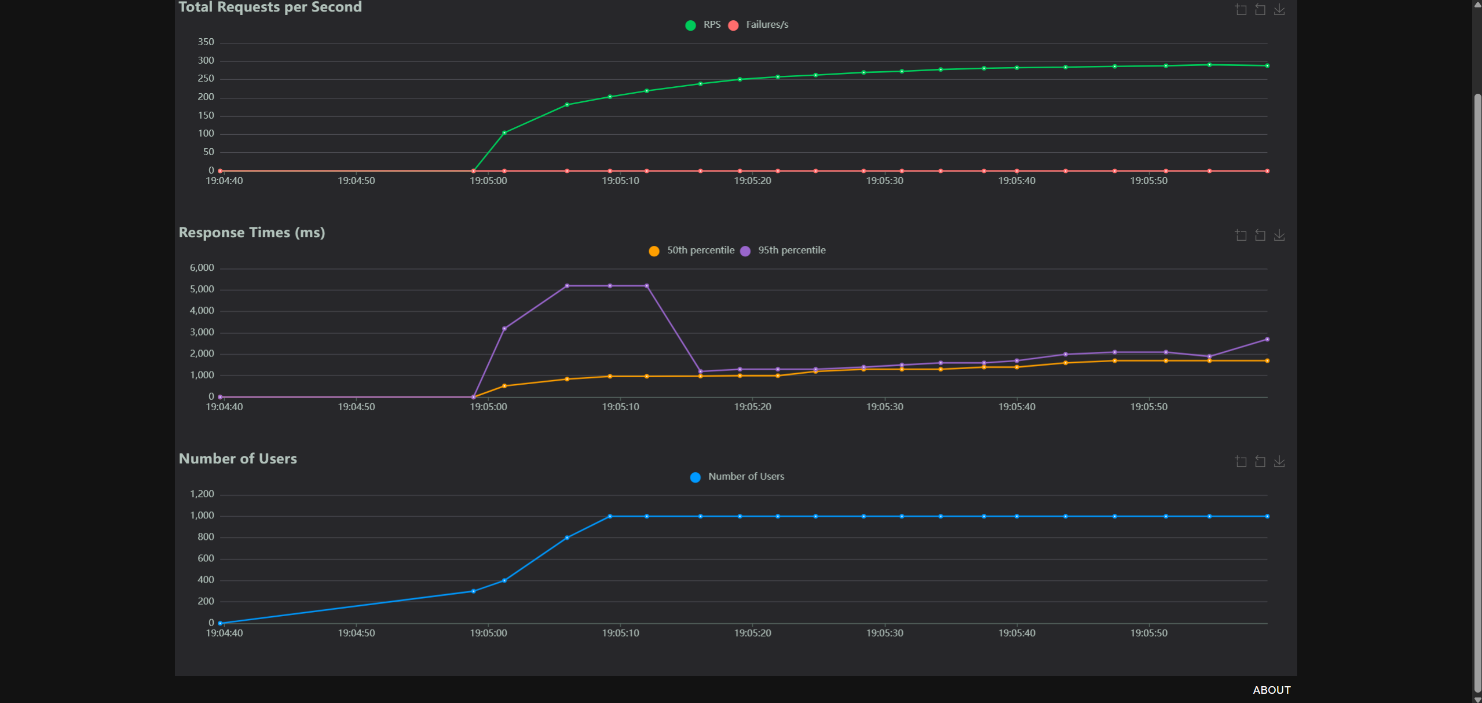 Total Requests per Second
RPS Failures/s
350
300
250
200
150
100
50
0
19:04:40 19:04:50 19:05:00 19:05:10 19:05:20 19:05:30 19:05:40 19:05:50
Response Times (ms)
50th percentile 95th percentile
6,000
5,000
4,000
3,000
2,000
1,000
0
19:04:40 19:04:50 19:05:00 19:05:10 19:05:20 19:05:30 19:05:40 19:05:50
Number of Users
Number of Users
1,200
1,000
800
600
400
200
0
19:04:40 19:04:50 19:05:00 19:05:10 19:05:20 19:05:30 19:05:40 19:05:50
ABOUT